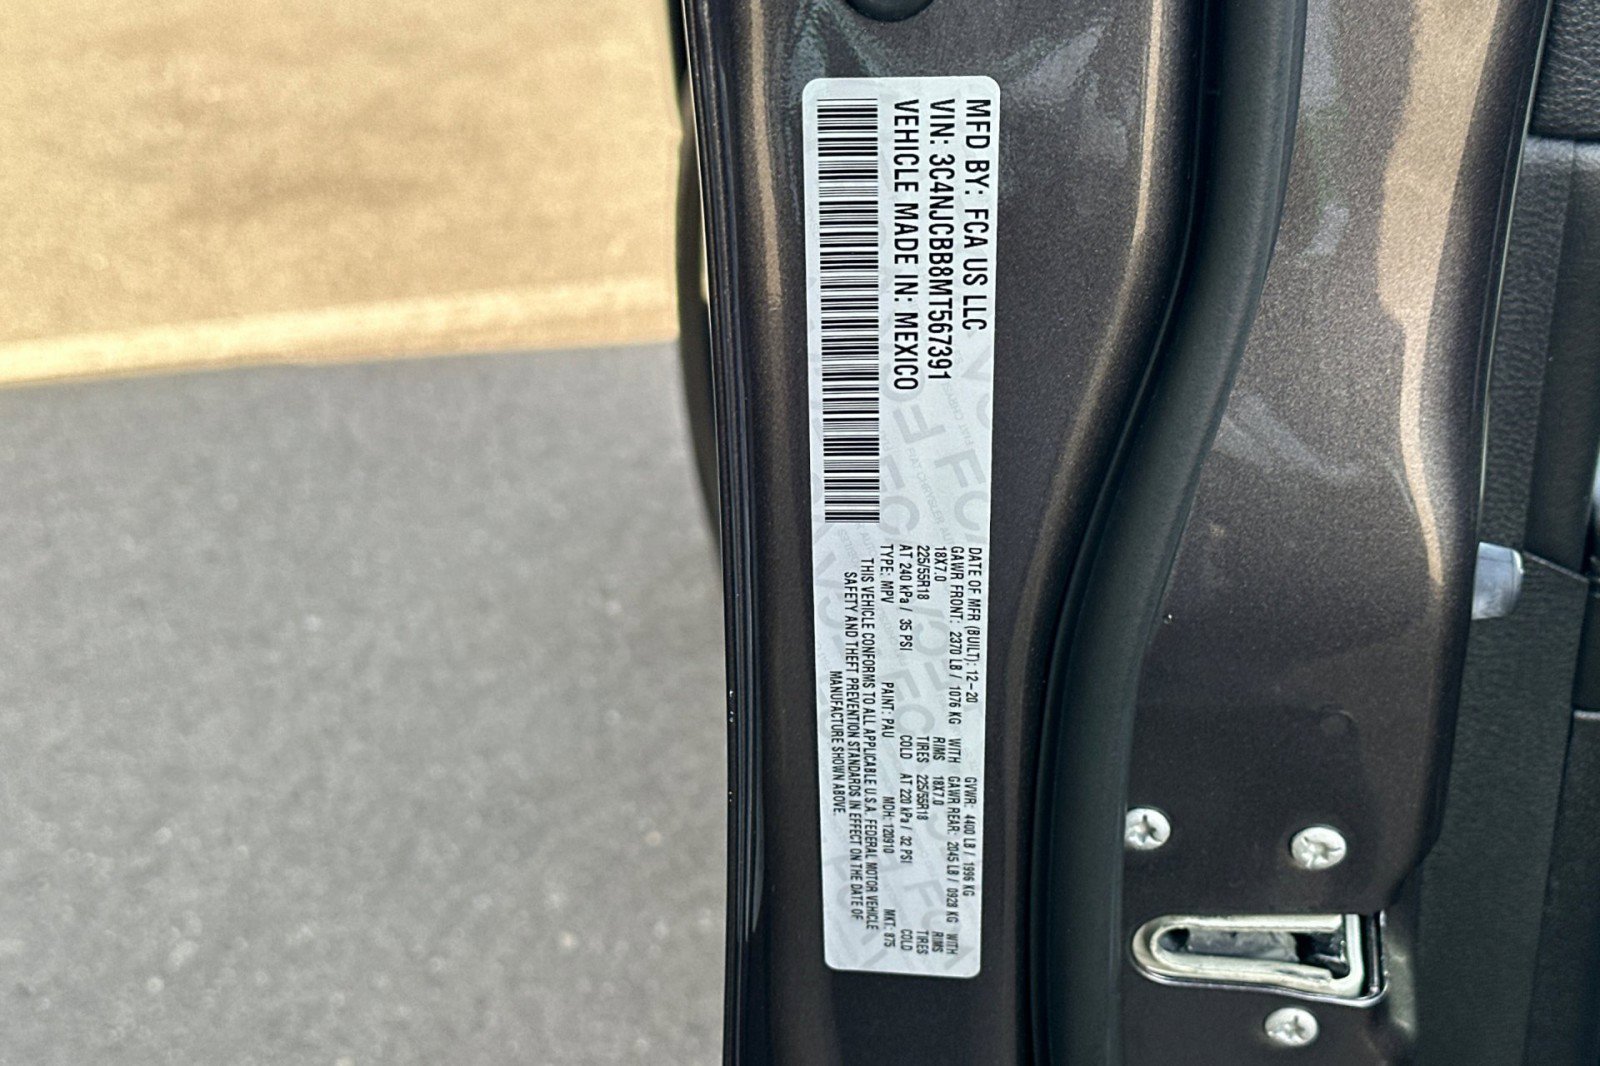 MFD BY: FCA US LLC
VIN: 3C4NJCBB8MT567391
VEHICLE MADE IN: MEXICO
DATE OF MFR (BUILT): 12-20 GVWR: 4400 LB / 1996 KG
GAWR FRONT: 2370 LB / 1076 KG WITH GAWR REAR: 2045 LB / 0928 KG WITH
18X7.0 RIMS 18X7.0 RIMS
225/55R18 TIRES 225/55R18 TIRES
AT 240 kPa / 35 PSI COLD AT 220 kPa / 32 PSI COLD
TYPE: MPV PAINT: PAU MDH: 120910 MKT: 875
THIS VEHICLE CONFORMS TO ALL APPLICABLE U.S.A. FEDERAL MOTOR VEHICLE
SAFETY AND THEFT PREVENTION STANDARDS IN EFFECT ON THE DATE OF
MANUFACTURE SHOWN ABOVE.